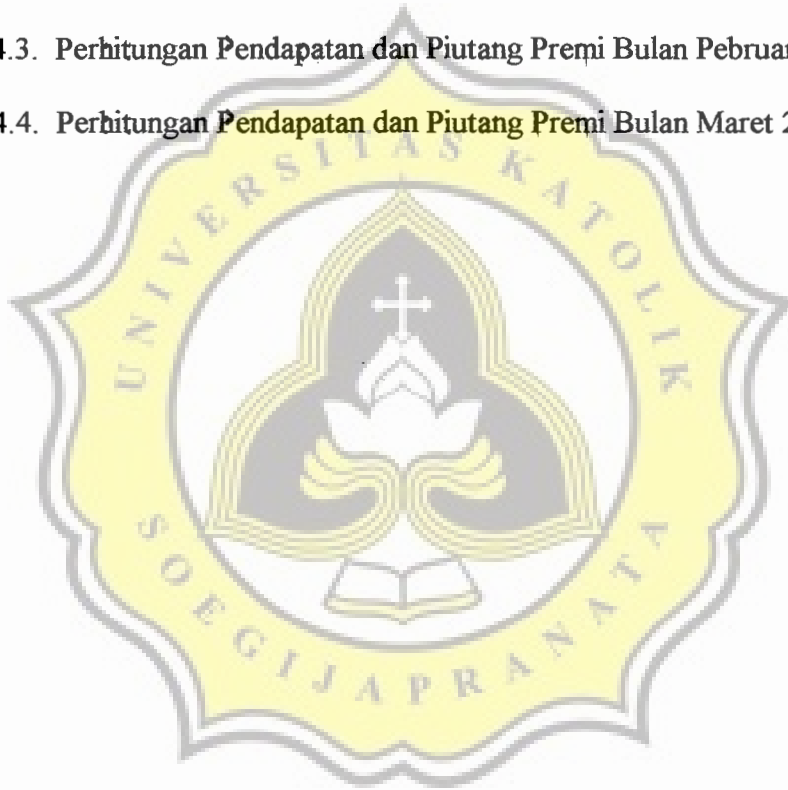 4.3. Perhitungan Pendapatan dan Piutang Premi Bulan Pebruar
4.4. Perhitungan Pendapatan dan Piutang Premi Bulan Maret 2
UNIVERSITAS KATOLIK
SOEGIJAPRANATA